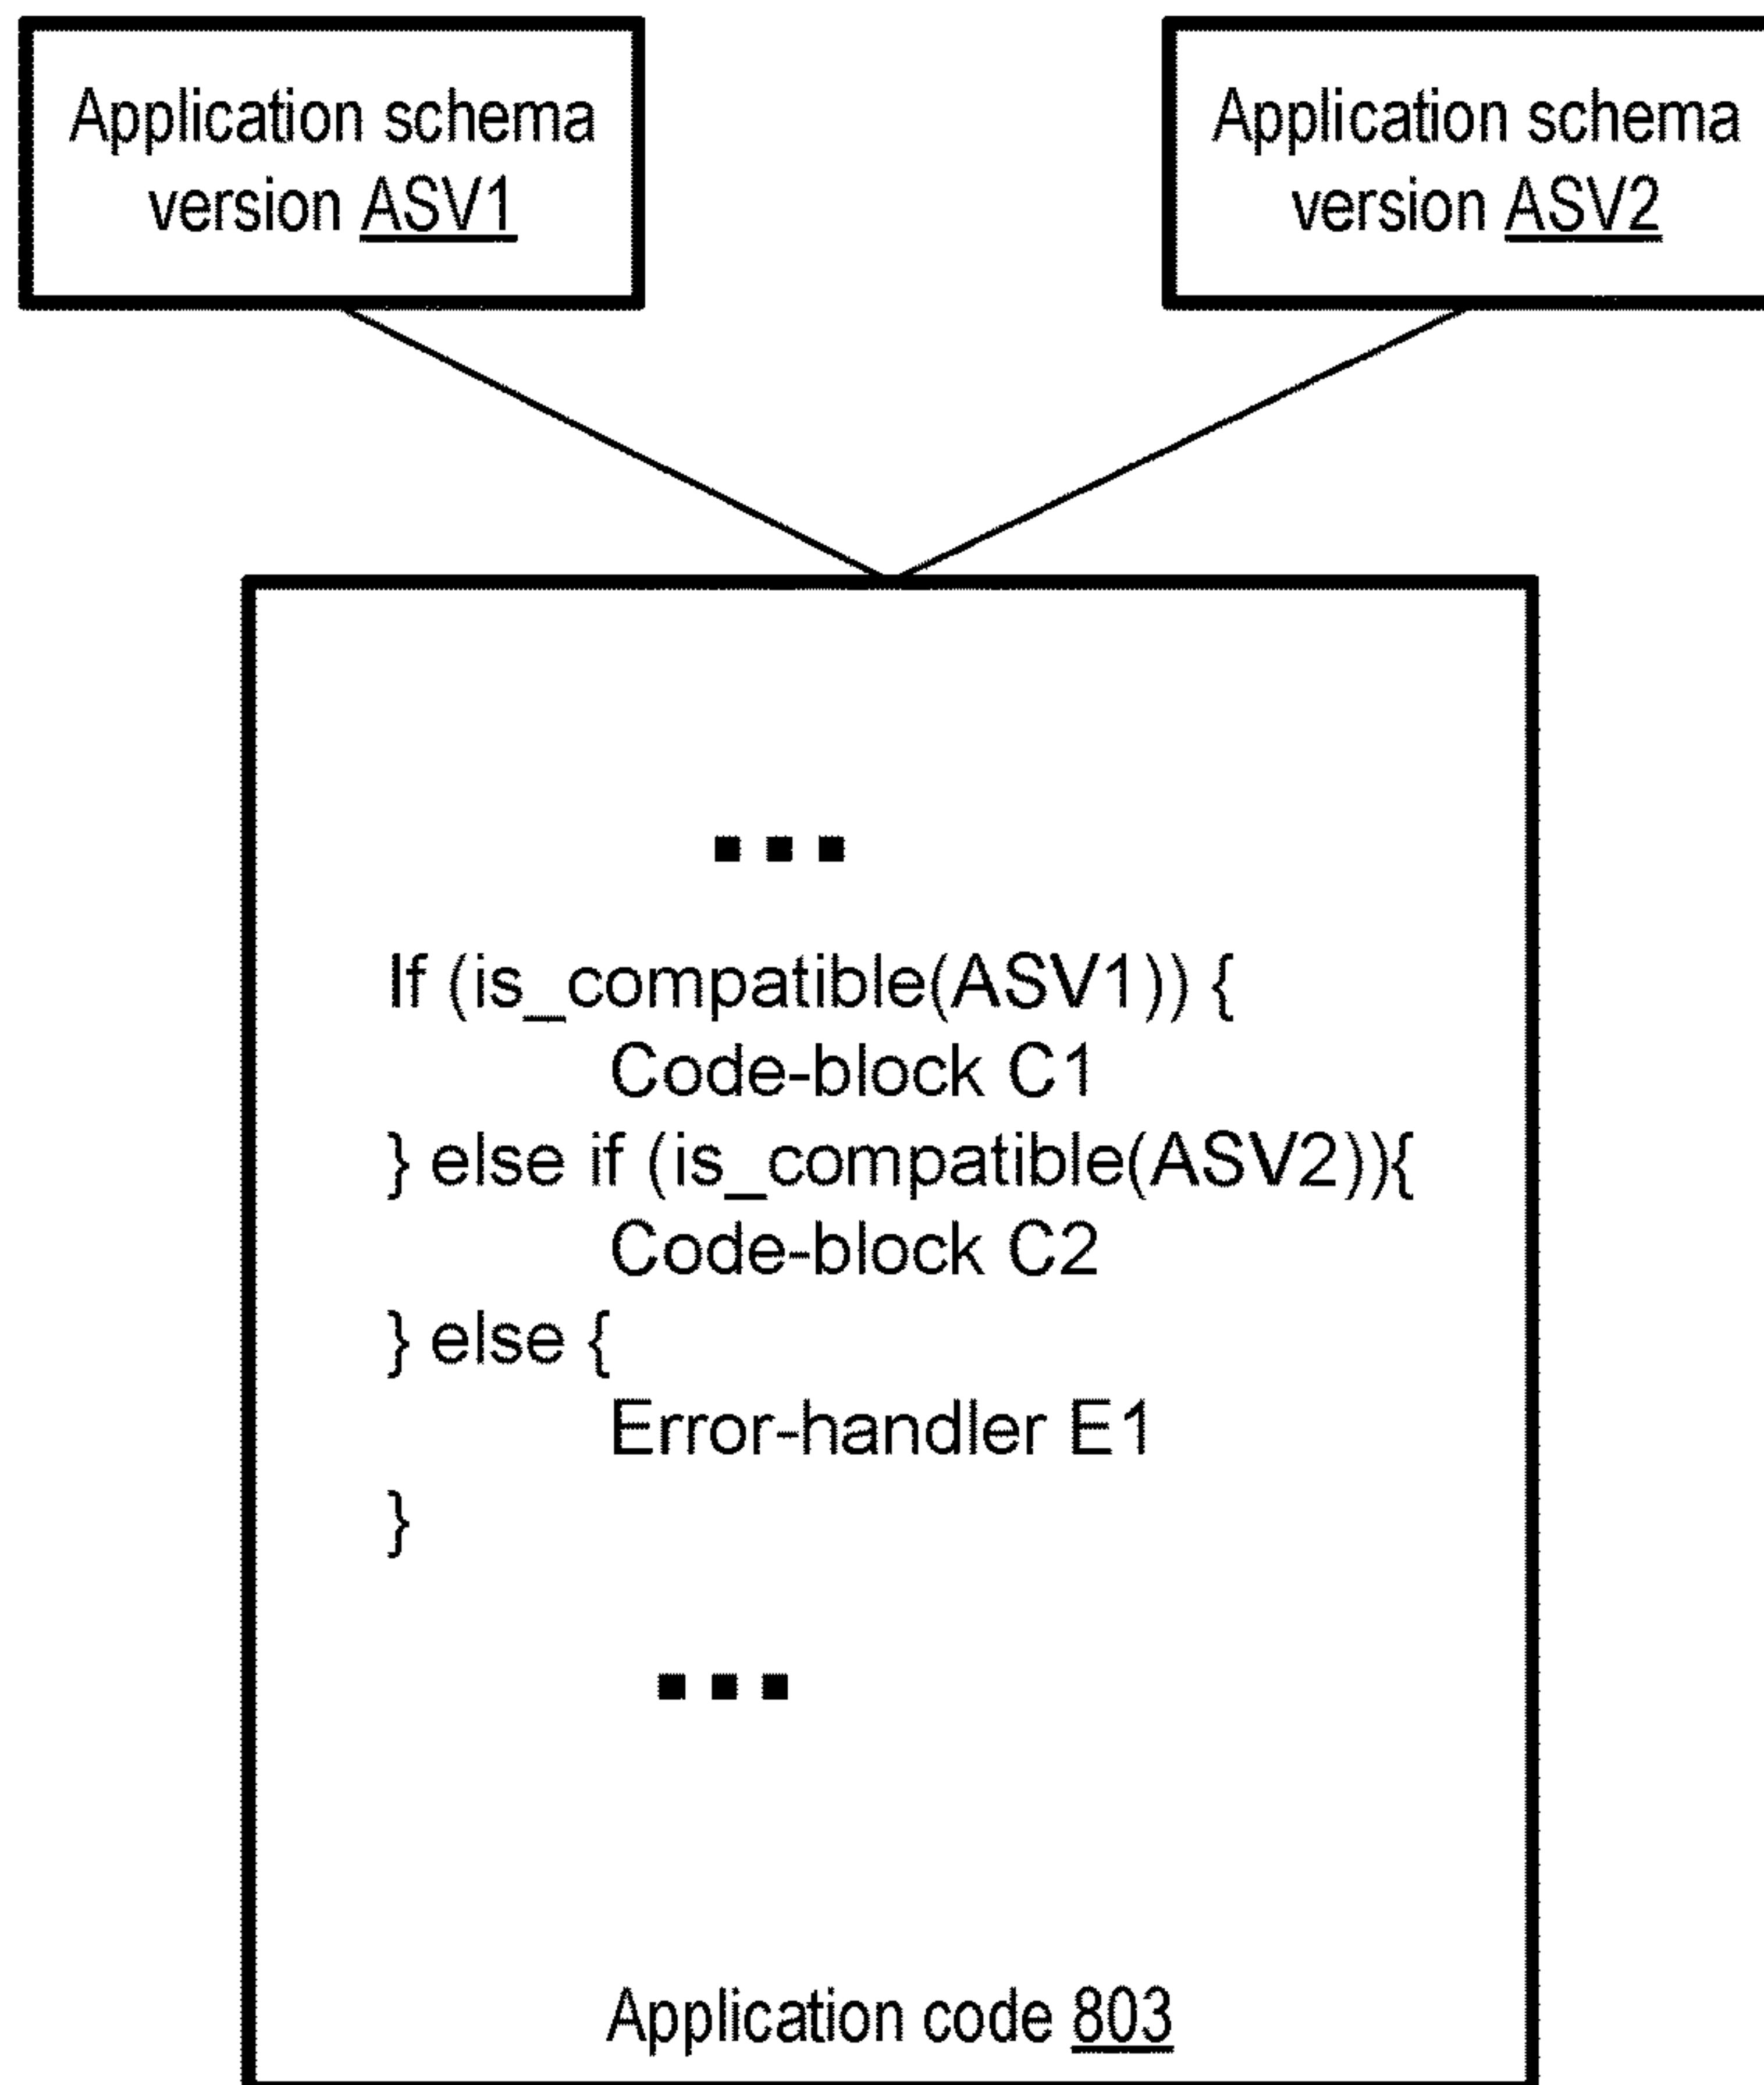 Application schema
version ASV1
Application schema
version ASV2
...
If (is_compatible(ASV1)) {
Code-block C1
} else if (is_compatible(ASV2)){
Code-block C2
} else {
Error-handler E1
}
...
Application code 803